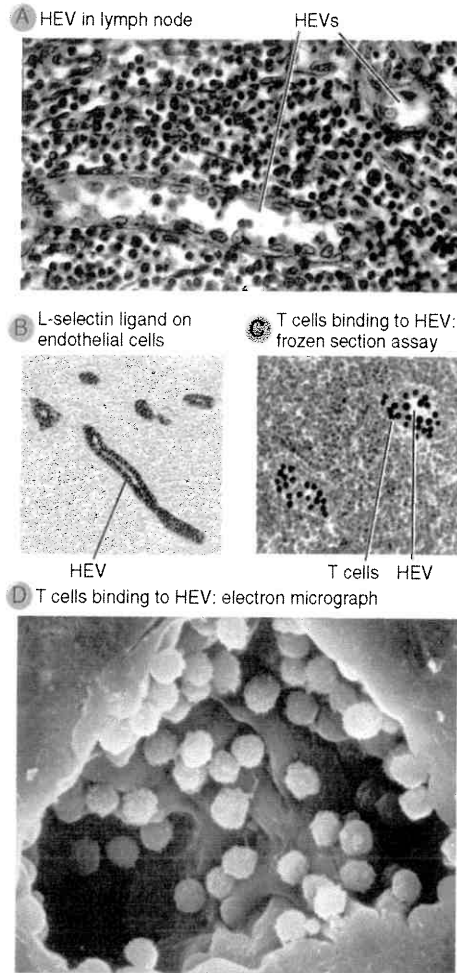 A HEV in lymph node
HEVs
B L-selectin ligand on
endothelial cells
C T cells binding to HEV:
frozen section assay
HEV
T cells HEV
D T cells binding to HEV: electron micrograph